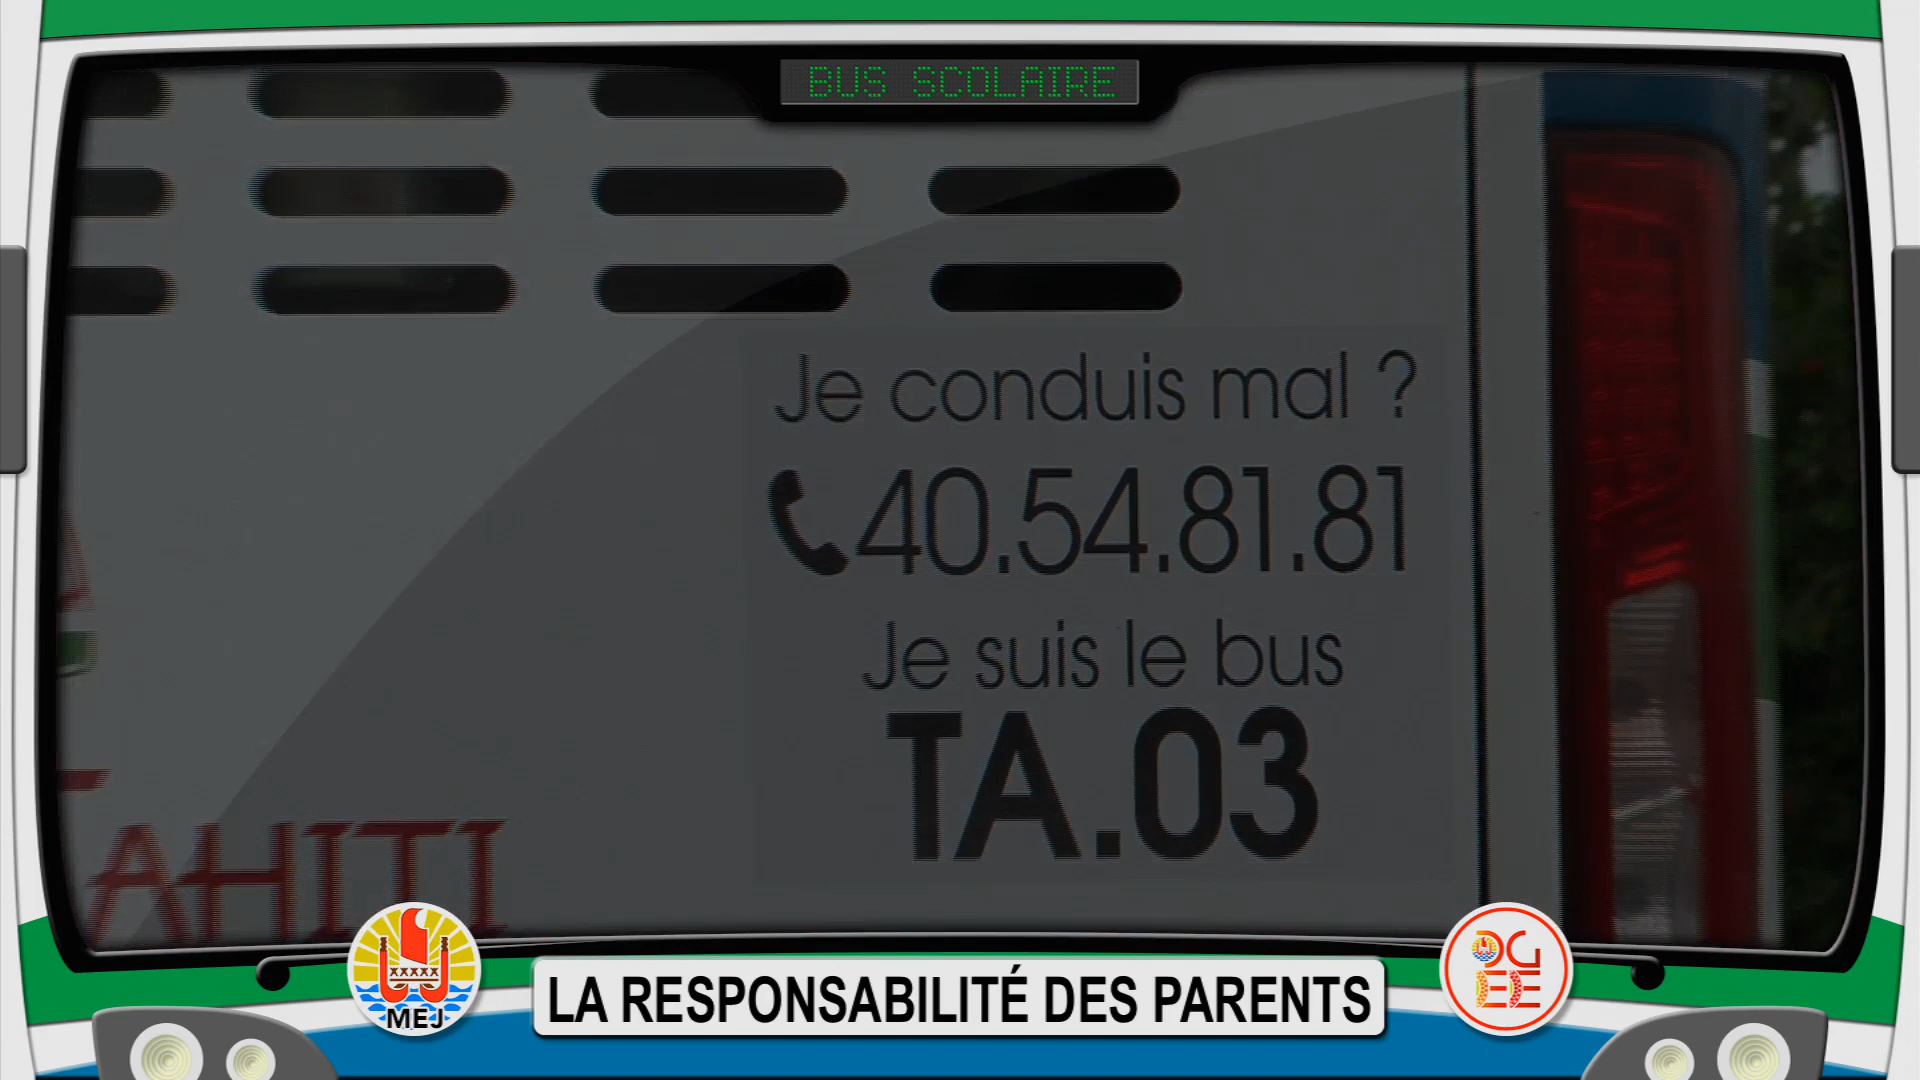 BUS SCOLAIRE
Je conduis mal ?
40.54.81.81
Je suis le bus
TA.03
AHITI
MEJ
DGEE
LA RESPONSABILITÉ DES PARENTS